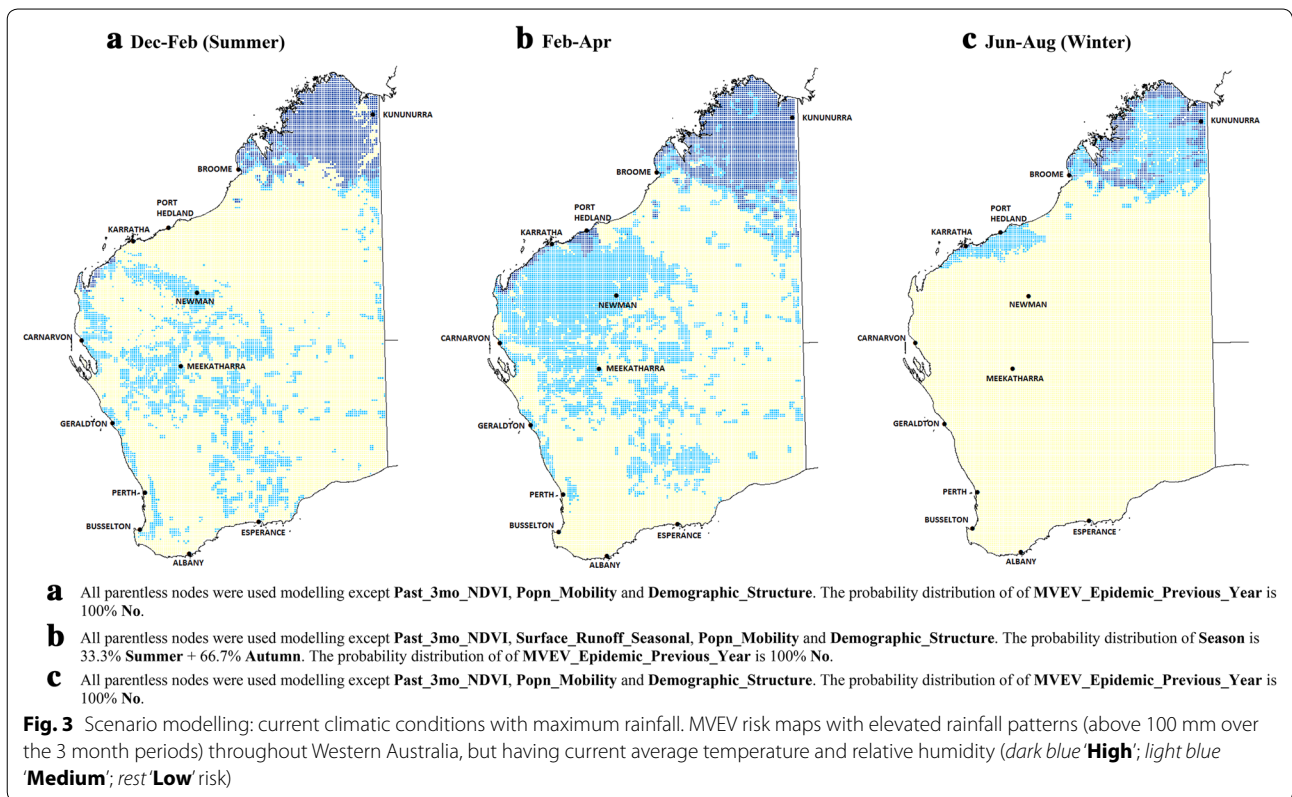 a Dec-Feb (Summer)
b Feb-Apr
c Jun-Aug (Winter)
KUNUNURRA
BROOME
PORT
HEDLAND
KARRATHA
NEWMAN
CARNARVON
MEEKATHARRA
GERALDTON
PERTH
BUSSELTON
ESPERANCE
ALBANY
KUNUNURRA
BROOME
PORT
HEDLAND
KARRATHA
NEWMAN
CARNARVON
MEEKATHARRA
GERALDTON
PERTH
BUSSELTON
ESPERANCE
ALBANY
KUNUNURRA
BROOME
PORT
HEDLAND
KARRATHA
NEWMAN
CARNARVON
MEEKATHARRA
GERALDTON
PERTH
BUSSELTON
ESPERANCE
ALBANY
a All parentless nodes were used modelling except Past_3mo_NDVI, Popn_Mobility and Demographic_Structure. The probability distribution of of MVEV_Epidemic_Previous_Year is
100% No.
b All parentless nodes were used modelling except Past_3mo_NDVI, Surface_Runoff_Seasonal, Popn_Mobility and Demographic_Structure. The probability distribution of Season is
33.3% Summer + 66.7% Autumn. The probability distribution of of MVEV_Epidemic_Previous_Year is 100% No.
c All parentless nodes were used modelling except Past_3mo_NDVI, Popn_Mobility and Demographic_Structure. The probability distribution of of MVEV_Epidemic_Previous_Year is
100% No.
Fig. 3 Scenario modelling: current climatic conditions with maximum rainfall. MVEV risk maps with elevated rainfall patterns (above 100 mm over
the 3 month periods) throughout Western Australia, but having current average temperature and relative humidity (dark blue 'High'; light blue
'Medium'; rest 'Low' risk)